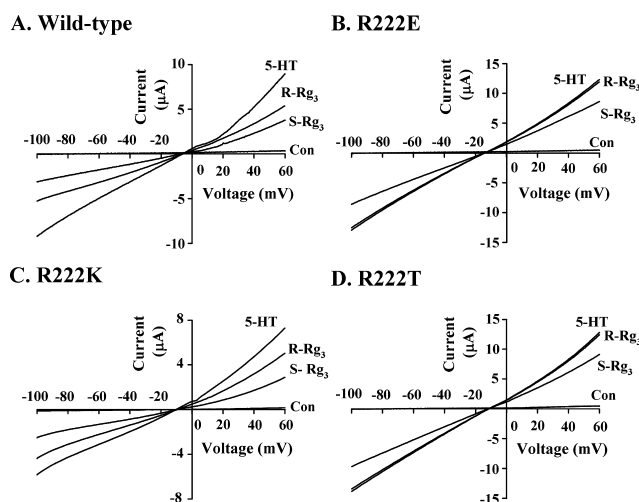 A. Wild-type
10
5-HT
R-Rg3
Current
(μA)
5
S-Rg3
-100 -80 -60 -40 -20
Con
0 20 40 60
Voltage (mV)
-5
-10
B. R222E
15
5-HT
R-Rg3
Current
(μA)
10
S-Rg3
5
-100 -80 -60 -40 -20
Con
0 20 40 60
-5
Voltage (mV)
-10
-15
C. R222K
8
5-HT
Current
(μA)
4
R-Rg3
S- Rg3
-100 -80 -60 -40 -20
Con
0 20 40 60
Voltage (mV)
-4
-8
D. R222T
15
5-HT
R-Rg3
Current
(μA)
10
S-Rg3
5
-100 -80 -60 -40 -20
Con
0 20 40 60
-5
Voltage (mV)
-10
-15